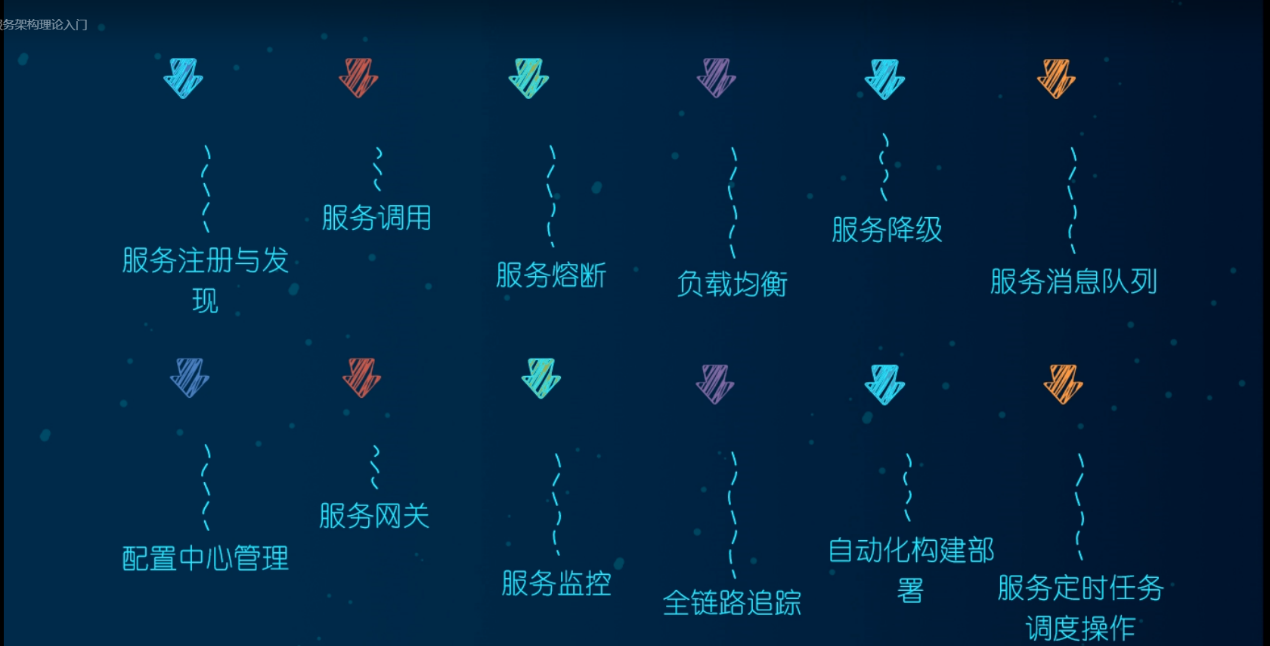 服务架构理论入门
服务注册与发
现
服务调用
服务熔断
负载均衡
服务降级
服务消息队列
配置中心管理
服务网关
服务监控
全链路追踪
自动化构建部
署
服务定时任务
调度操作